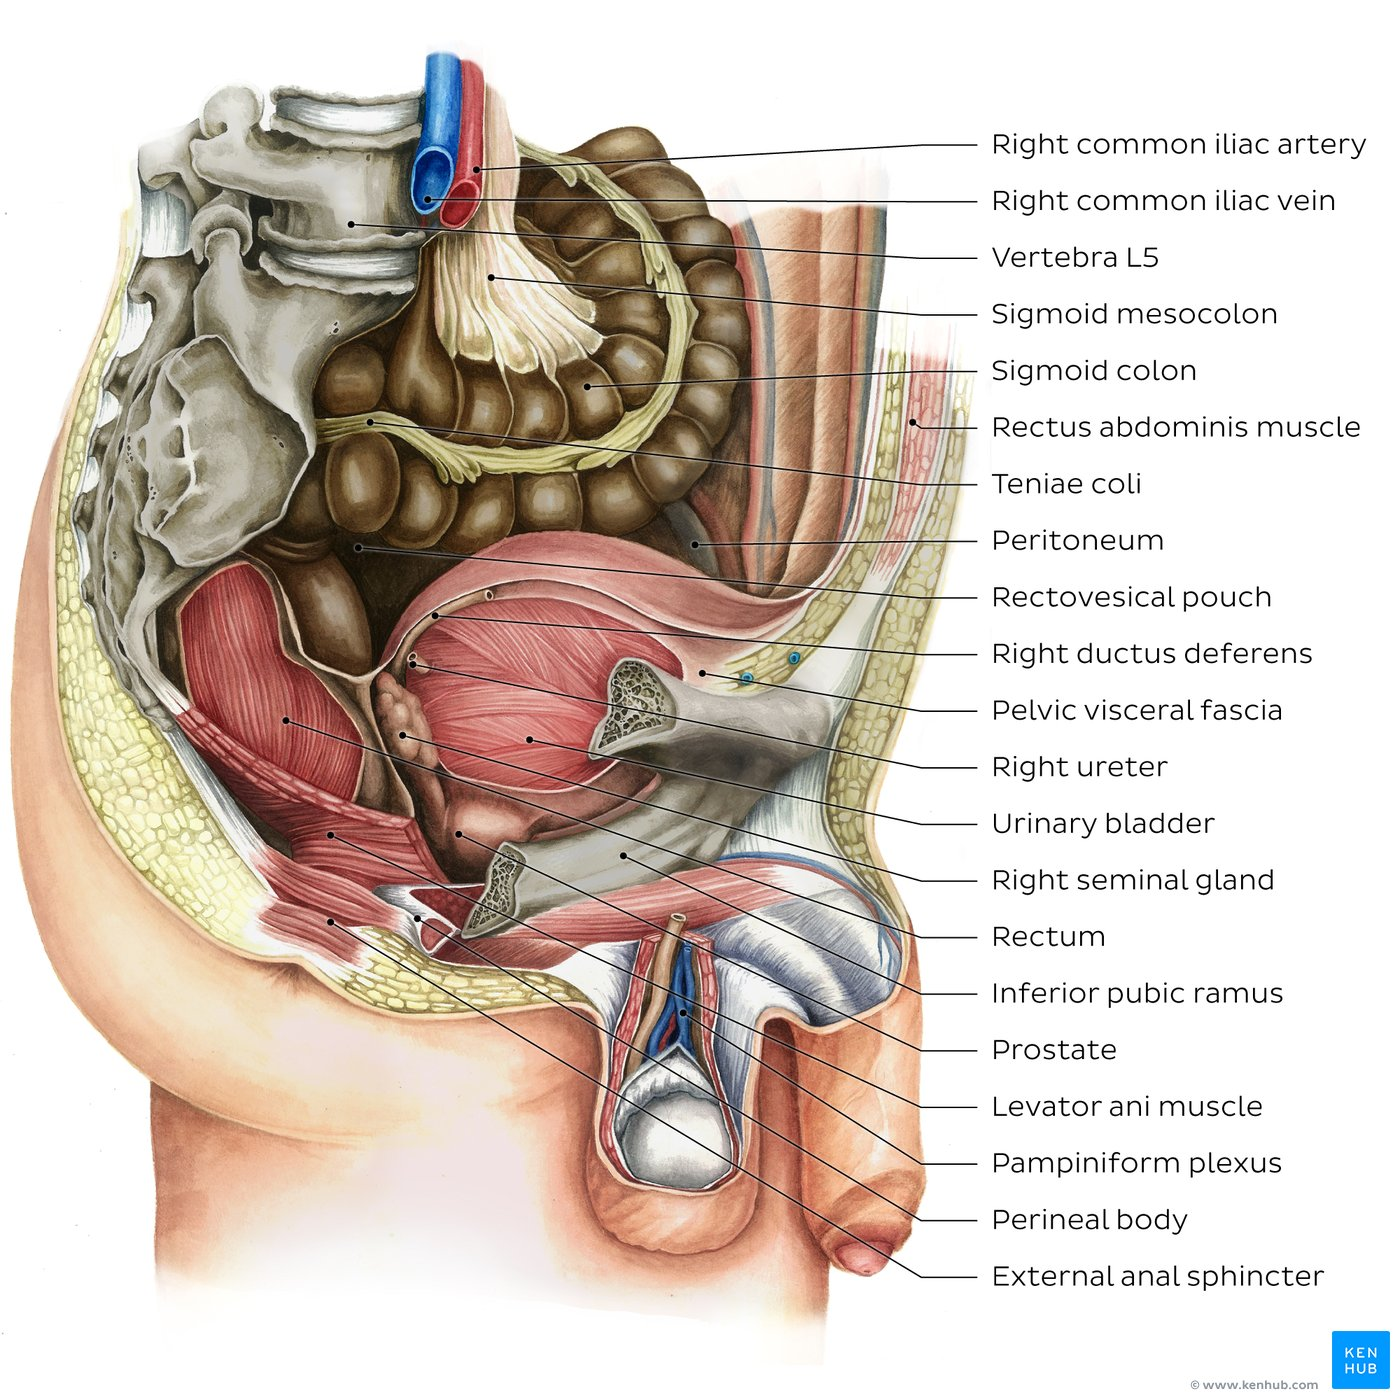 Right common iliac artery
Right common iliac vein
Vertebra L5
Sigmoid mesocolon
Sigmoid colon
Rectus abdominis muscle
Teniae coli
Peritoneum
Rectovesical pouch
Right ductus deferens
Pelvic visceral fascia
Right ureter
Urinary bladder
Right seminal gland
Rectum
Inferior pubic ramus
Prostate
Levator ani muscle
Pampiniform plexus
Perineal body
External anal sphincter
KEN
HUB
© www.kenhub.com